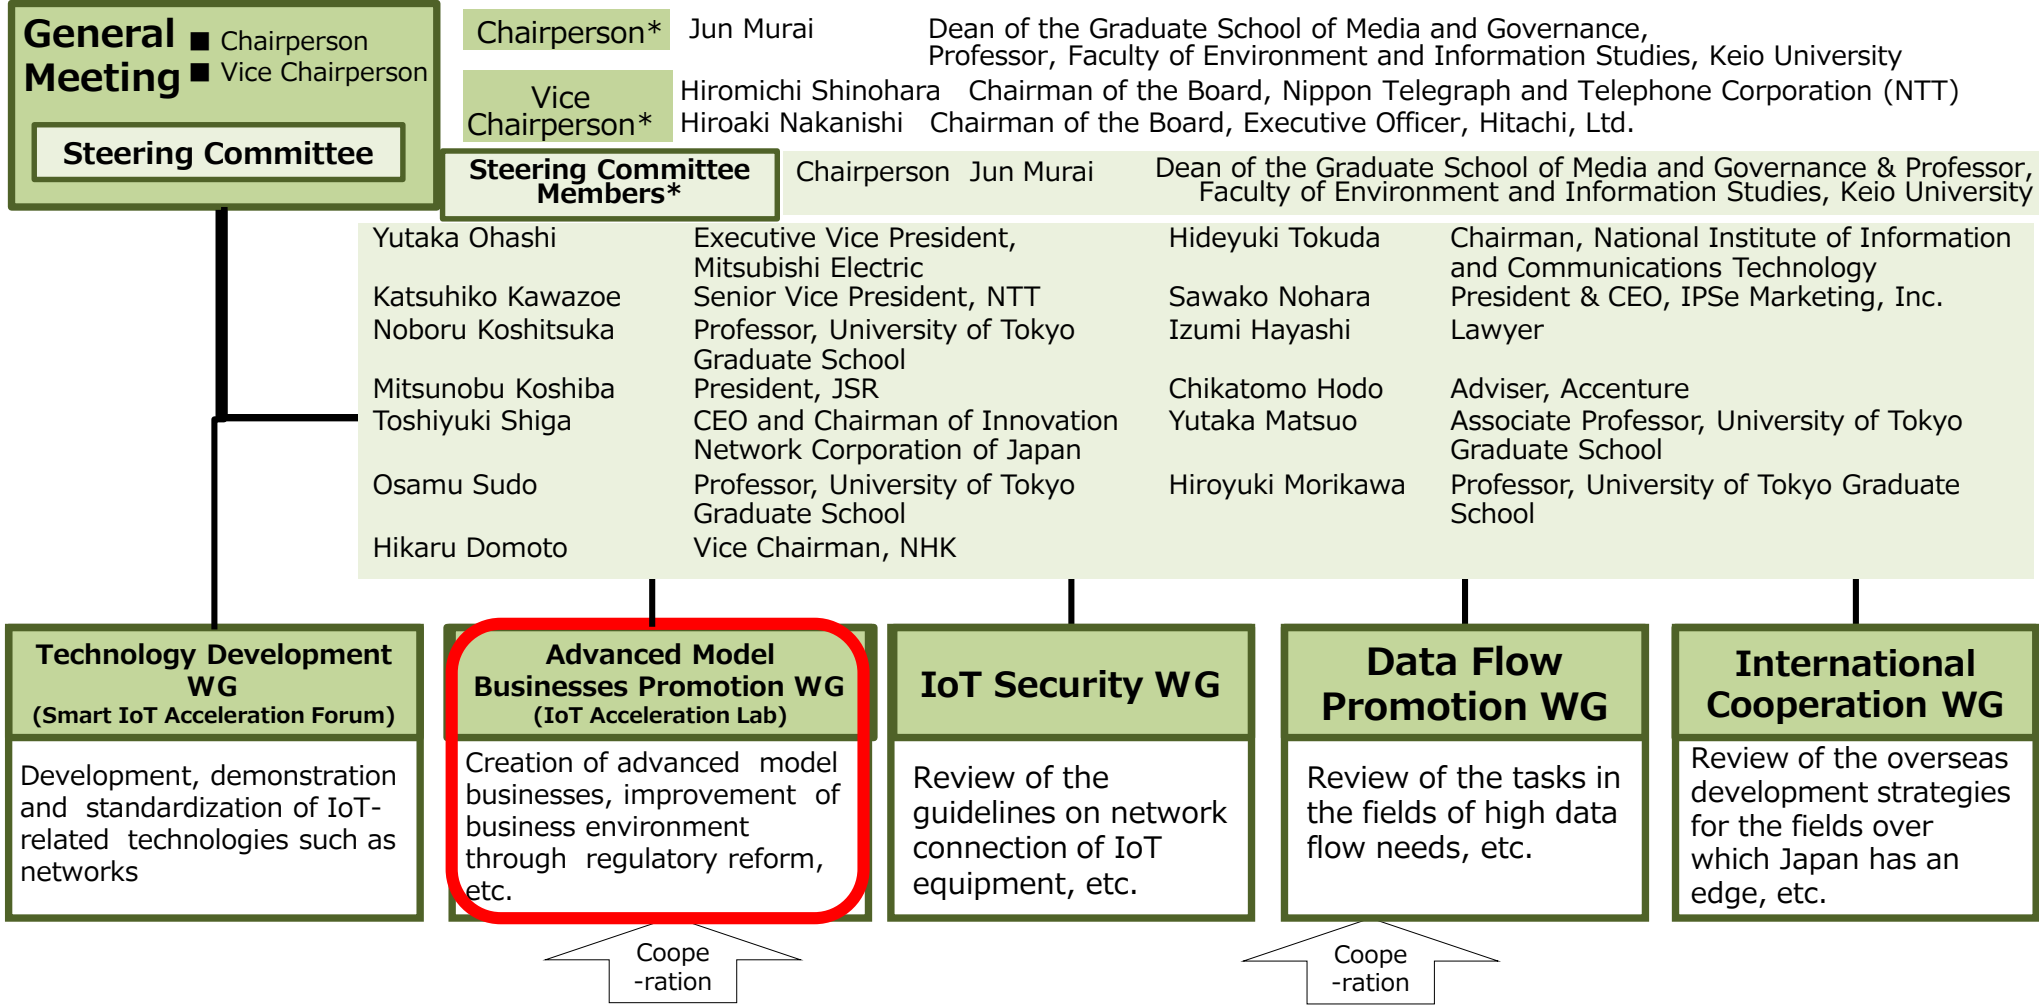 General
Meeting
■ Chairperson
■ Vice Chairperson
Steering Committee
Chairperson*
Jun Murai
Dean of the Graduate School of Media and Governance,
Professor, Faculty of Environment and Information Studies, Keio University
Vice
Chairperson*
Hiromichi Shinohara Chairman of the Board, Nippon Telegraph and Telephone Corporation (NTT)
Hiroaki Nakanishi Chairman of the Board, Executive Officer, Hitachi, Ltd.
Steering Committee
Members*
Chairperson Jun Murai
Dean of the Graduate School of Media and Governance & Professor,
Faculty of Environment and Information Studies, Keio University
Yutaka Ohashi
Executive Vice President,
Mitsubishi Electric
Katsuhiko Kawazoe
Senior Vice President, NTT
Noboru Koshitsuka
Professor, University of Tokyo
Graduate School
Mitsunobu Koshiba
President, JSR
Toshiyuki Shiga
CEO and Chairman of Innovation
Network Corporation of Japan
Osamu Sudo
Professor, University of Tokyo
Graduate School
Hikaru Domoto
Vice Chairman, NHK
Hideyuki Tokuda
Chairman, National Institute of Information
and Communications Technology
Sawako Nohara
President & CEO, IPSe Marketing, Inc.
Izumi Hayashi
Lawyer
Chikatomo Hodo
Adviser, Accenture
Yutaka Matsuo
Associate Professor, University of Tokyo
Graduate School
Hiroyuki Morikawa
Professor, University of Tokyo Graduate
School
Technology Development
WG
(Smart IoT Acceleration Forum)
Development, demonstration
and standardization of IoT-
related technologies such as
networks
Advanced Model
Businesses Promotion WG
(IoT Acceleration Lab)
Creation of advanced model
businesses, improvement of
business environment
through regulatory reform,
etc.
IoT Security WG
Review of the
guidelines on network
connection of IoT
equipment, etc.
Data Flow
Promotion WG
Review of the tasks in
the fields of high data
flow needs, etc.
International
Cooperation WG
Review of the overseas
development strategies
for the fields over
which Japan has an
edge, etc.
Coope
-ration
Coope
-ration